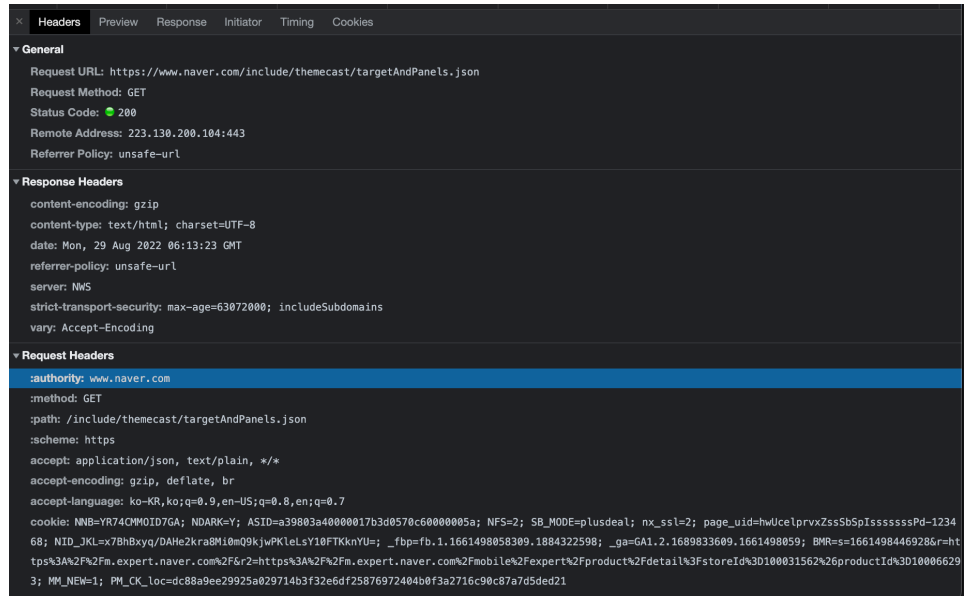 × Headers Preview Response Initiator Timing Cookies
▼ General
Request URL: https://www.naver.com/include/themecast/targetAndPanels.json
Request Method: GET
Status Code: 200
Remote Address: 223.130.200.104:443
Referrer Policy: unsafe-url
▼ Response Headers
content-encoding: gzip
content-type: text/html; charset=UTF-8
date: Mon, 29 Aug 2022 06:13:23 GMT
referrer-policy: unsafe-url
server: NWS
strict-transport-security: max-age=63072000; includeSubdomains
vary: Accept-Encoding
▼ Request Headers
:authority: www.naver.com
:method: GET
:path: /include/themecast/targetAndPanels.json
:scheme: https
accept: application/json, text/plain, */*
accept-encoding: gzip, deflate, br
accept-language: ko-KR,ko;q=0.9,en-US;q=0.8,en;q=0.7
cookie: NNB=YR74CMMOID7GA; NDARK=Y; ASID=a39803a40000017b3d0570c60000005a; NFS=2; SB_MODE=plusdeal; nx_ssl=2; page_uid=hwUcelprvxZssSbSpIsssssssPd-1234
68; NID_JKL=x7BhBxyq/DAHe2kra8Mi0mQ9kjwPKleLsY10FTKknYU=; _fbp=fb.1.1661498058309.1884322598; _ga=GA1.2.1689833609.1661498059; BMR=s=1661498446928&r=ht
tps%3A%2F%2Fm.expert.naver.com%2F&r2=https%3A%2F%2Fm.expert.naver.com%2Fmobile%2Fexpert%2Fproduct%2Fdetail%3FstoreId%3D100031562%26productId%3D10006629
3; MM_NEW=1; PM_CK_loc=dc88a9ee29925a029714b3f32e6df25876972404b0f3a2716c90c87a7d5ded21